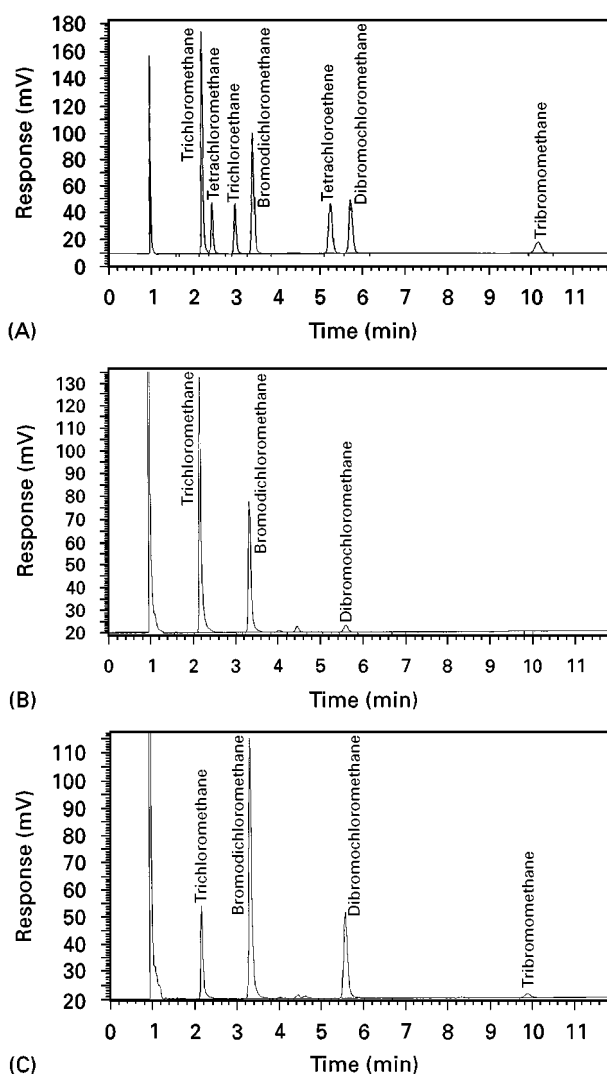 180
160
140
120
100
80
60
40
20
0
Response (mV)
Trichloromethane
Tetrachloromethane
Trichloroethane
Bromodichloromethane
Tetrachloroethene
Dibromochloromethane
Tribromomethane
0 1 2 3 4 5 6 7 8 9 10 11
(A) Time (min)
130
110
100
90
80
70
60
50
40
30
20
Response (mV)
Trichloromethane
Bromodichloromethane
Dibromochloromethane
0 1 2 3 4 5 6 7 8 9 10 11
(B) Time (min)
110
100
90
80
70
60
50
40
30
20
Response (mV)
Trichloromethane
Bromodichloromethane
Dibromochloromethane
Tribromomethane
0 1 2 3 4 5 6 7 8 9 10 11
(C) Time (min)